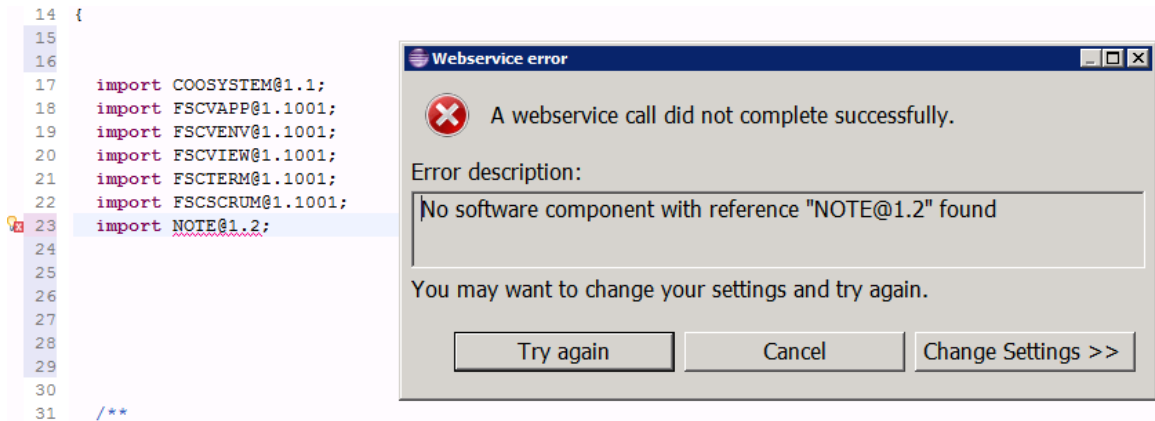 14 {
15
16
17 import COOSYSTEM@1.1;
18 import FSCVAPP@1.1001;
19 import FSCVENV@1.1001;
20 import FSCVIEW@1.1001;
21 import FSCTERM@1.1001;
22 import FSCSCRUM@1.1001;
23 import NOTE@1.2;
24
25
26
27
28
29
30
31 /**
Webservice error
A webservice call did not complete successfully.
Error description:
No software component with reference "NOTE@1.2" found
You may want to change your settings and try again.
Try again Cancel Change Settings >>